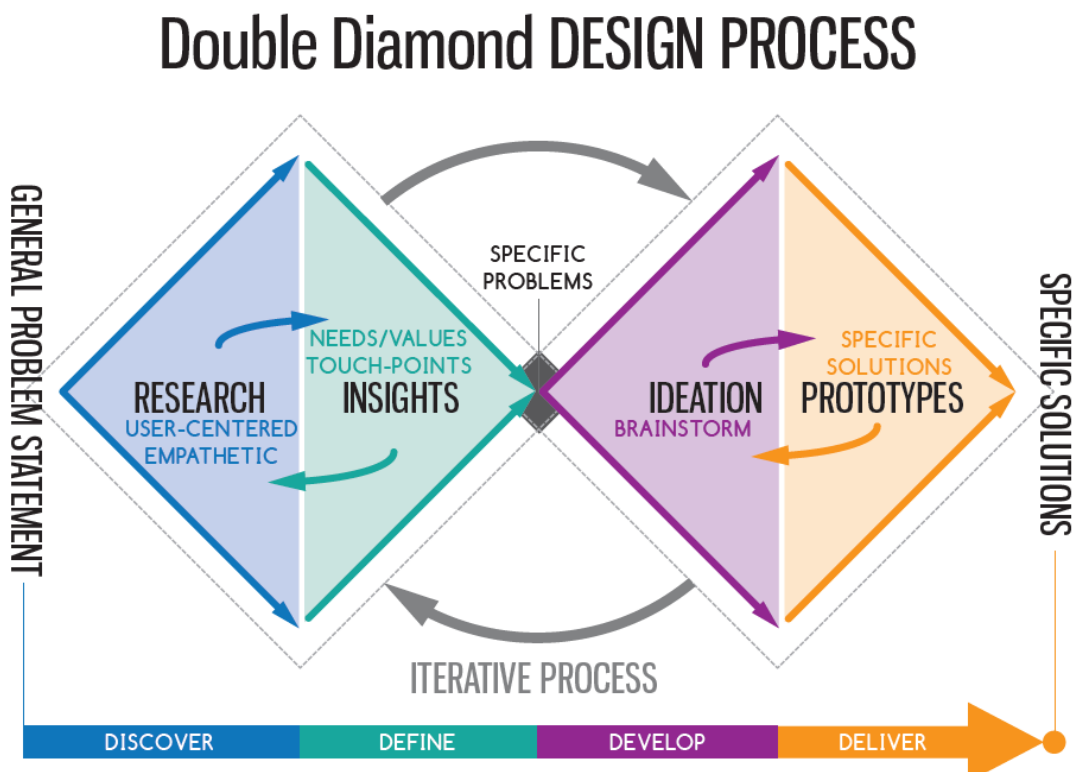 Double Diamond DESIGN PROCESS
GENERAL PROBLEM STATEMENT
SPECIFIC
PROBLEMS
SPECIFIC SOLUTIONS
NEEDS/VALUES
TOUCH-POINTS
RESEARCH
INSIGHTS
USER-CENTERED
EMPATHETIC
SPECIFIC
SOLUTIONS
IDEATION
PROTOTYPES
BRAINSTORM
ITERATIVE PROCESS
DISCOVER
DEFINE
DEVELOP
DELIVER